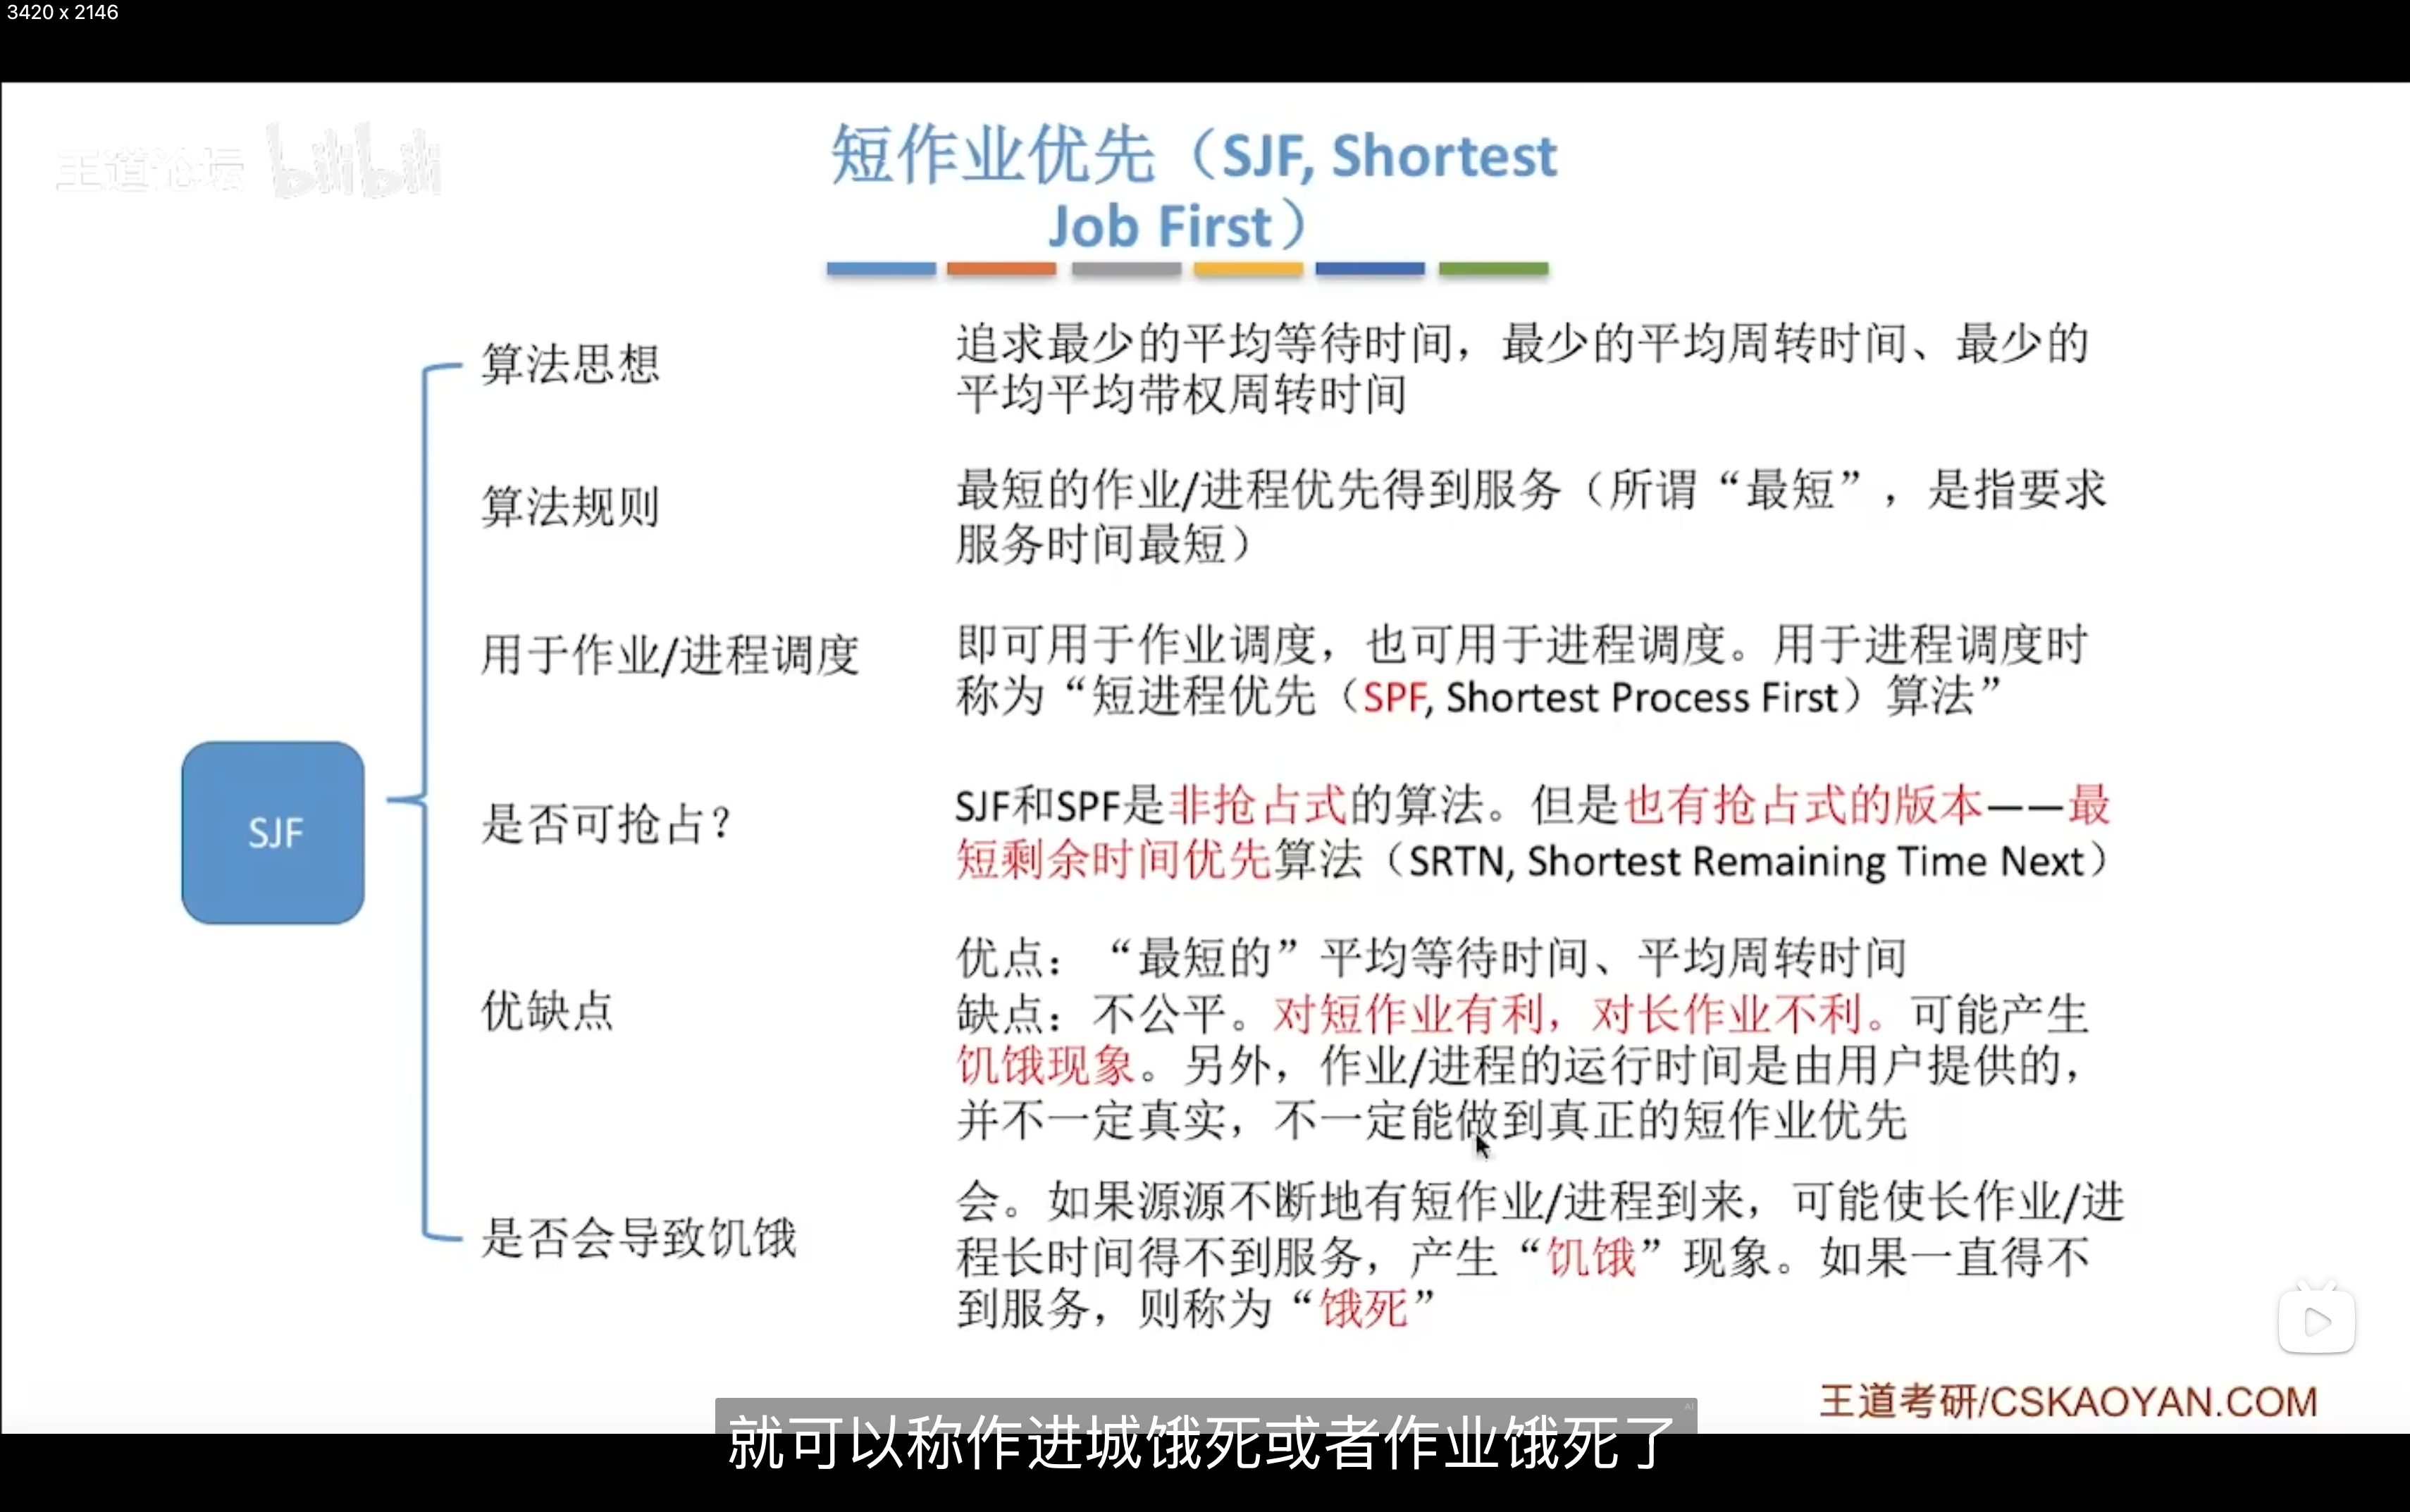 3420 x 2146
王道论坛 bilibili
短作业优先（SJF, Shortest
Job First）
算法思想
追求最少的平均等待时间，最少的平均周转时间、最少的
平均平均带权周转时间
算法规则
最短的作业/进程优先得到服务（所谓“最短”，是指要求
服务时间最短）
用于作业/进程调度
即可用于作业调度，也可用于进程调度。用于进程调度时
称为“短进程优先（SPF, Shortest Process First）算法”
SJF
是否可抢占？
SJF和SPF是非抢占式的算法。但是也有抢占式的版本——最
短剩余时间优先算法（SRTN, Shortest Remaining Time Next）
优缺点
优点：“最短的”平均等待时间、平均周转时间
缺点：不公平。对短作业有利，对长作业不利。可能产生
饥饿现象。另外，作业/进程的运行时间是由用户提供的，
并不一定真实，不一定能做到真正的短作业优先
是否会导致饥饿
会。如果源源不断地有短作业/进程到来，可能使长作业/进
程长时间得不到服务，产生“饥饿”现象。如果一直得不
到服务，则称为“饿死”
王道考研/CSKAOYAN.COM
AI
就可以称作进城饿死或者作业饿死了